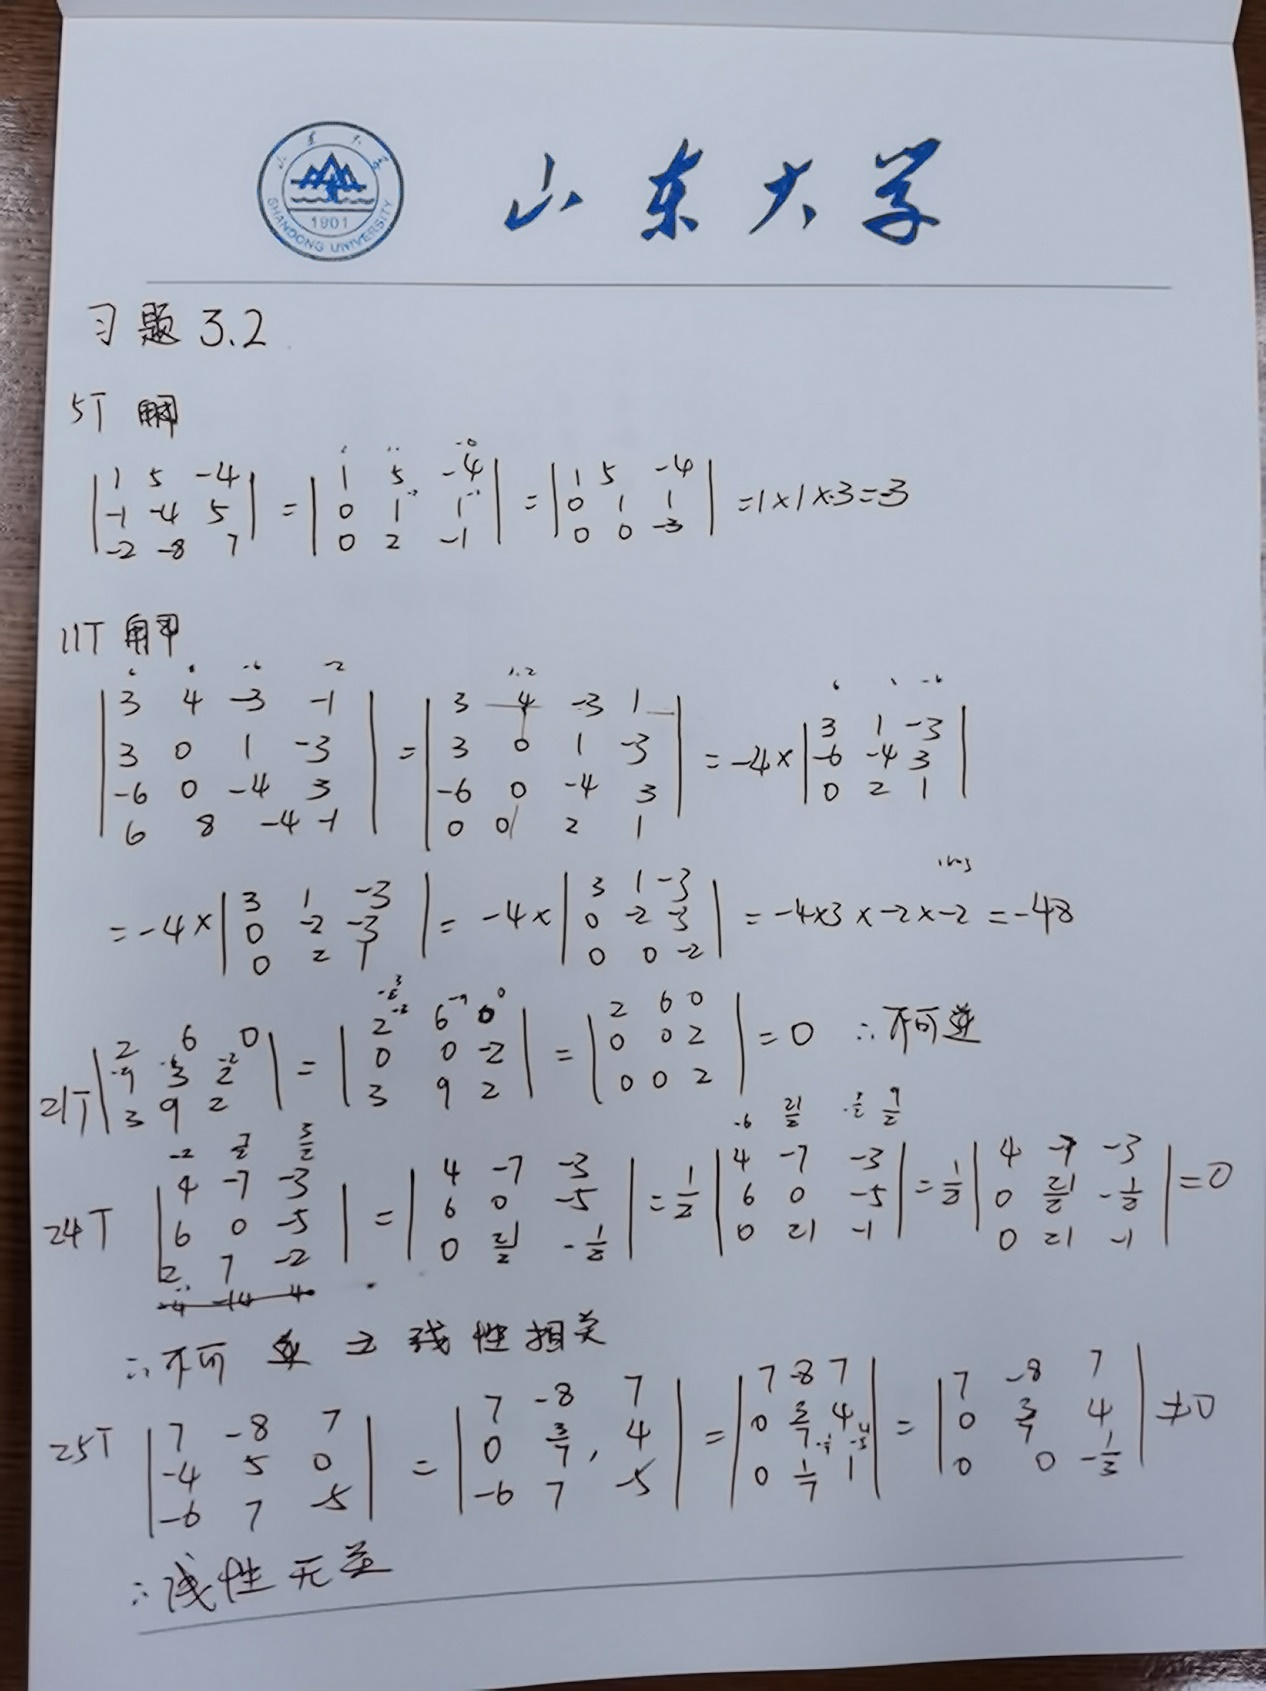 山东大学
SHANDONG UNIVERSITY
1901
山东大学
习题 3.2
5T 解
|1 5 -4; -1 -4 5; -2 -8 7| = |1 5 -4; 0 1 1; 0 2 -1| = |1 5 -4; 0 1 1; 0 0 -3| = 1×1×-3=-3
11T 解
|3 4 -3 -1; 3 0 1 -3; -6 0 -4 3; 6 8 -4 -1| = |3 4 -3 1; 3 0 1 -3; -6 0 -4 3; 0 0 2 1| = -4× |3 1 -3; -6 -4 3; 0 2 1|
= -4× |3 1 -3; 0 -2 -3; 0 2 1| = -4× |3 1 -3; 0 -2 -3; 0 0 -2| = -4×3×-2×-2 = -48
21T |2 6 0; 3 9 2| = |2 6 0; 0 0 -2; 3 9 2| = |2 6 0; 0 0 2; 0 0 2| = 0 ∴不可逆
24T |4 -7 -3; 6 0 -5; 2 7 -2| = |4 -7 -3; 6 0 -5; 0 21/2 -1/2| = 1/2 |4 -7 -3; 6 0 -5; 0 21 -1| = 1/2 |4 -7 -3; 0 21/2 -1/2; 0 21 -1| = 0
-4 -14 4
∴不可逆 线性相关
25T |7 -8 7; -4 5 0; -6 7 -5| = |7 -8 7; 0 3/7 4; -6 7 -5| = |7 -8 7; 0 3/7 4; 0 1/7 1| = |7 -8 7; 0 3/7 4; 0 0 -1/3| ≠0
∴线性无关